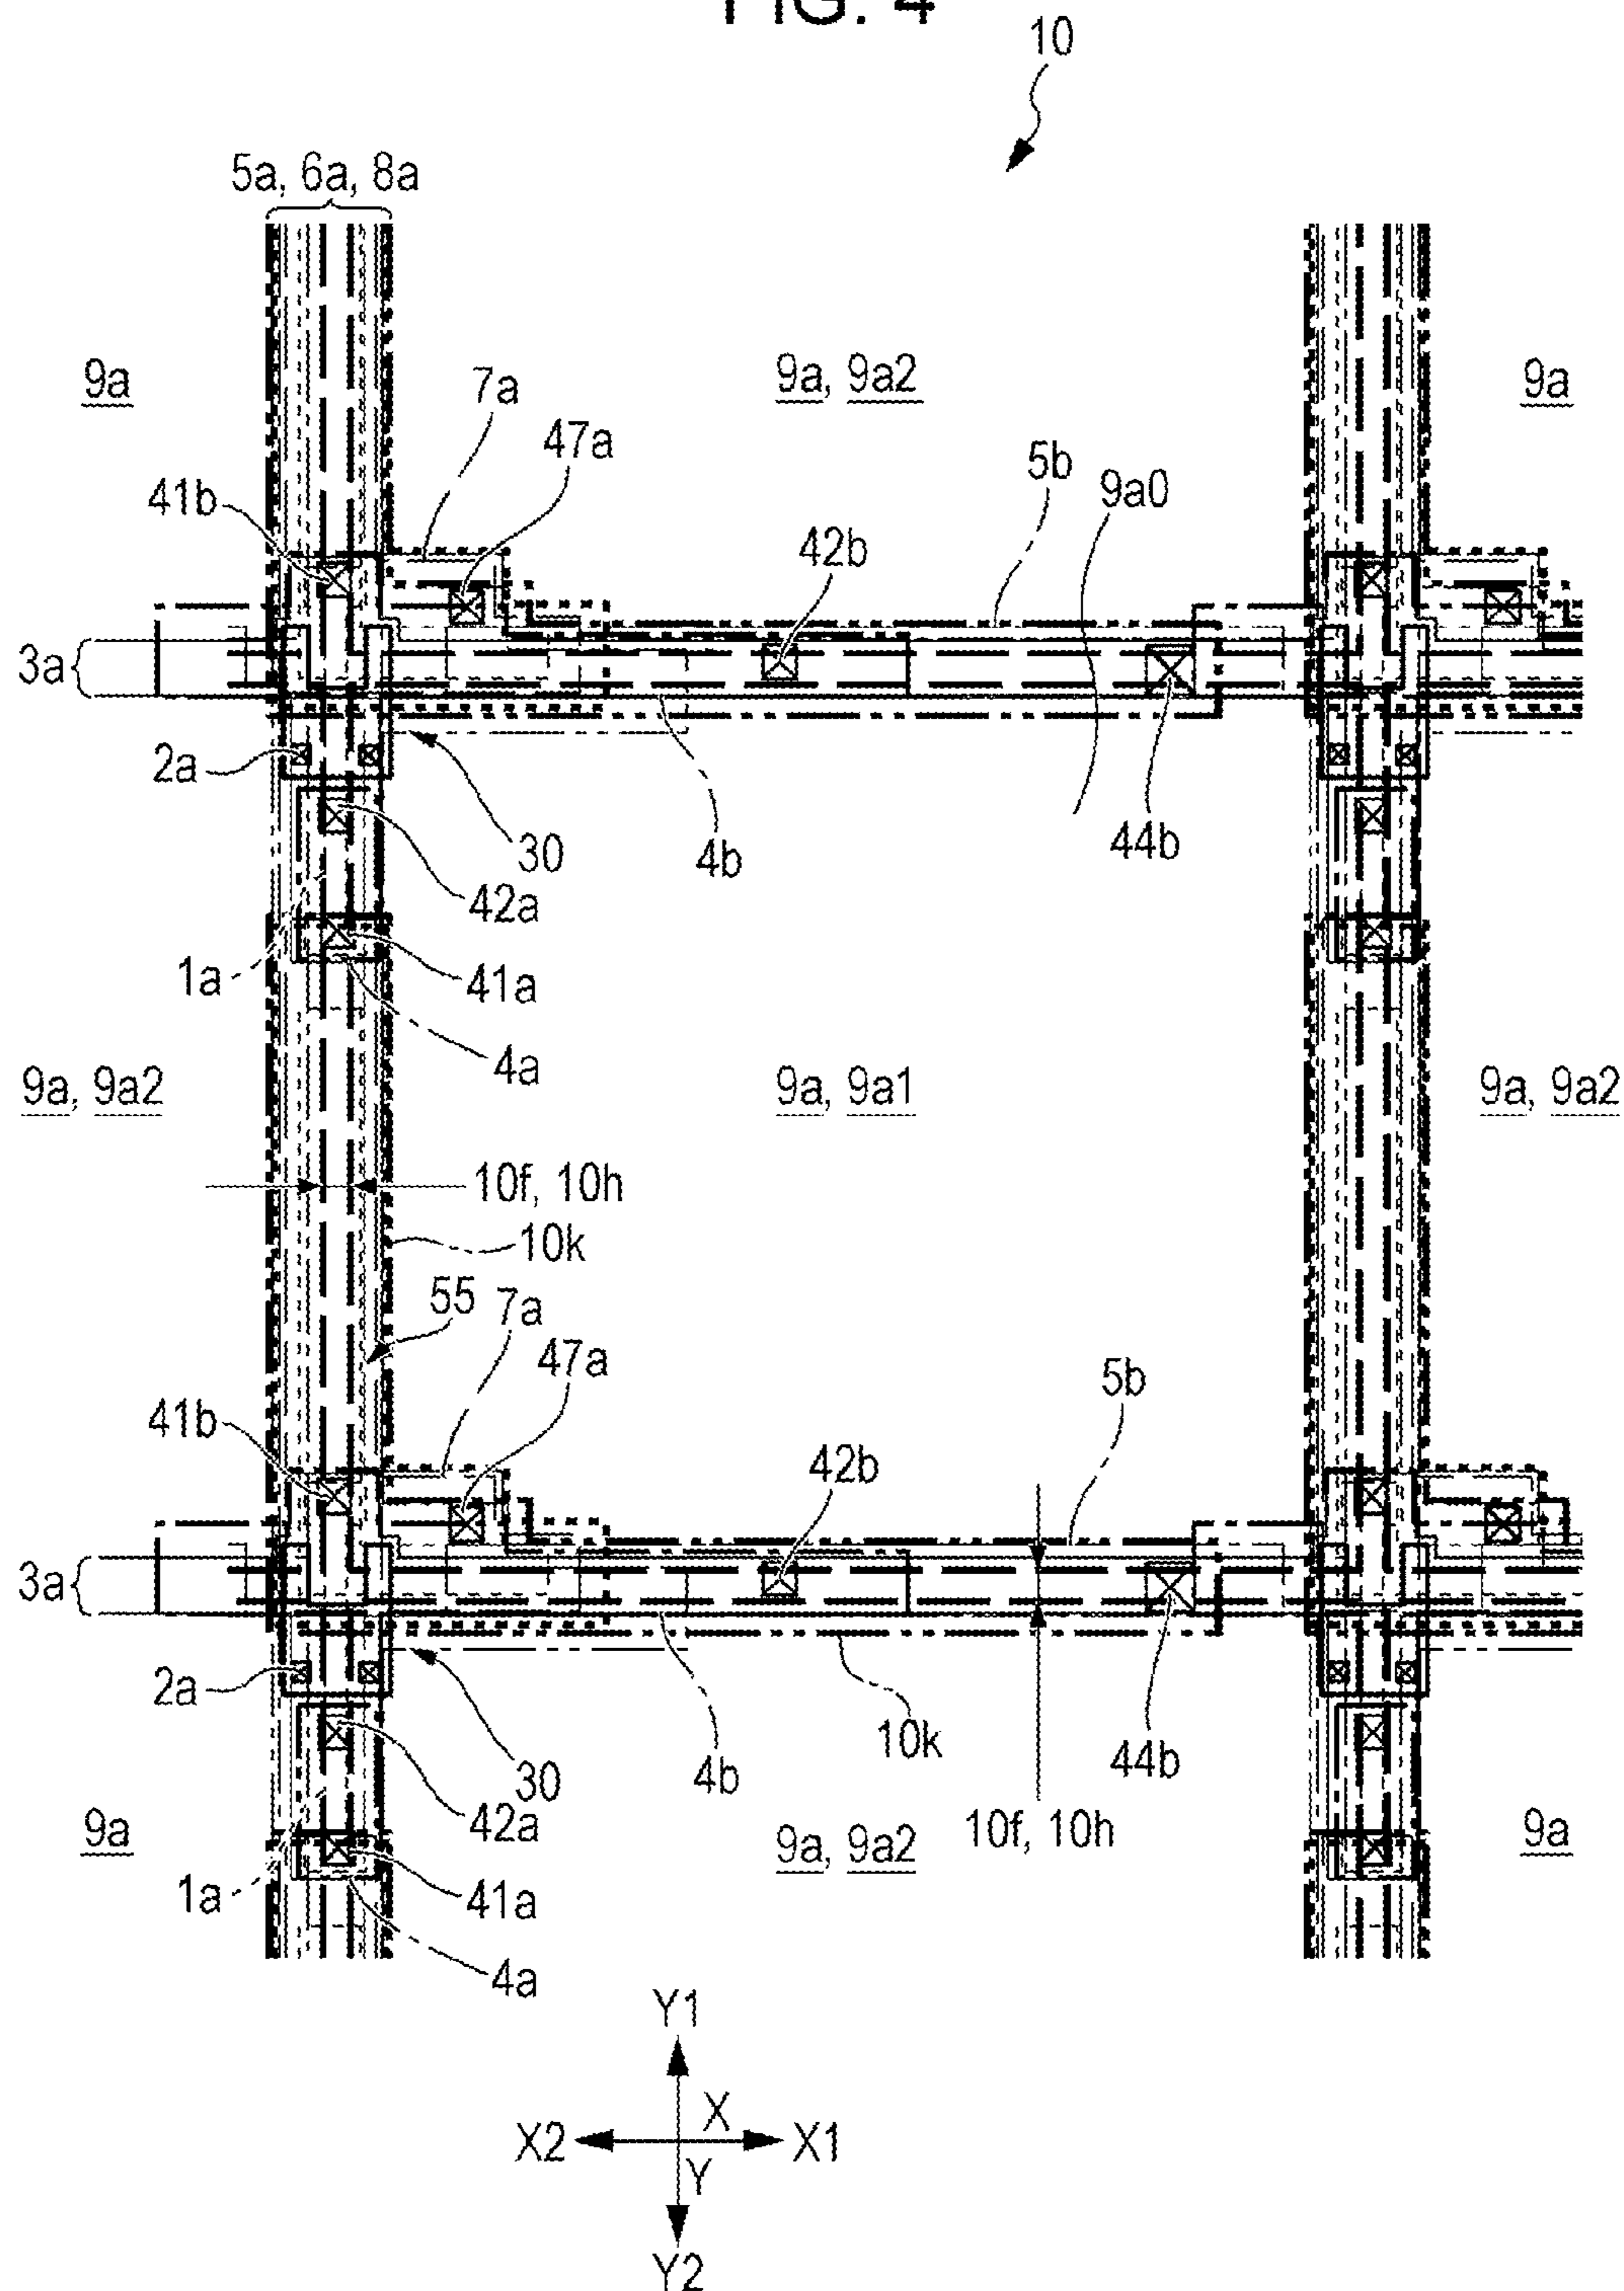 FIG. 4
10
5a, 6a, 8a
9a
9a, 9a2
9a
7a
47a
5b
9a0
41b
42b
3a
2a
30
4b
44b
42a
1a
41a
4a
9a, 9a2
9a, 9a1
9a, 9a2
10f, 10h
10k
55
7a
47a
5b
41b
42b
3a
2a
10k
30
4b
44b
9a
42a
9a, 9a2
10f, 10h
9a
1a
41a
4a
Y1
X
X2
X1
Y
Y2